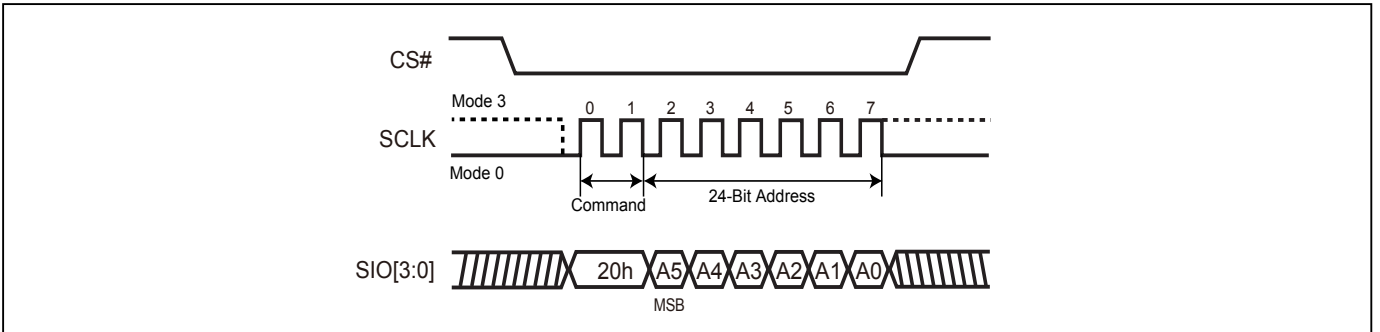 CS#
Mode 3
0 1 2 3 4 5 6 7
SCLK
Mode 0
Command
24-Bit Address
SIO[3:0]
20h A5 A4 A3 A2 A1 A0
MSB